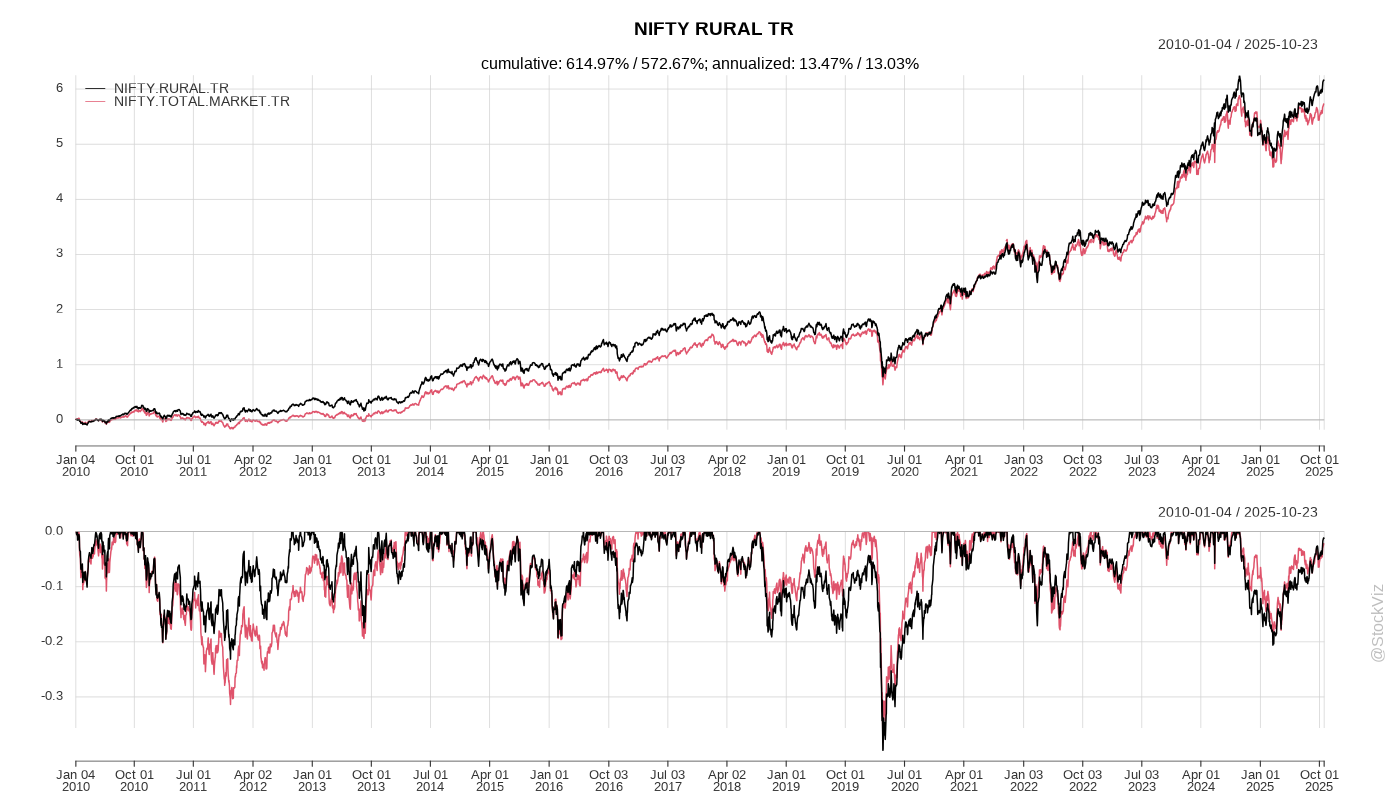 NIFTY RURAL TR
2010-01-04 / 2025-10-23
cumulative: 614.97% / 572.67%; annualized: 13.47% / 13.03%
NIFTY.RURAL.TR
NIFTY.TOTAL.MARKET.TR
6
5
4
3
2
1
0
Jan 04 Oct 01 Jul 01 Apr 02 Jan 01 Oct 01 Jul 01 Apr 01 Jan 01 Oct 03 Jul 03 Apr 02 Jan 01 Oct 01 Jul 01 Apr 01 Jan 03 Oct 03 Jul 03 Apr 01 Jan 01 Oct 01
2010 2010 2011 2012 2013 2013 2014 2015 2016 2016 2017 2018 2019 2019 2020 2021 2022 2022 2023 2024 2025 2025
2010-01-04 / 2025-10-23
0.0
-0.1
-0.2
-0.3
Jan 04 Oct 01 Jul 01 Apr 02 Jan 01 Oct 01 Jul 01 Apr 01 Jan 01 Oct 03 Jul 03 Apr 02 Jan 01 Oct 01 Jul 01 Apr 01 Jan 03 Oct 03 Jul 03 Apr 01 Jan 01 Oct 01
2010 2010 2011 2012 2013 2013 2014 2015 2016 2016 2017 2018 2019 2019 2020 2021 2022 2022 2023 2024 2025 2025
@StockViz